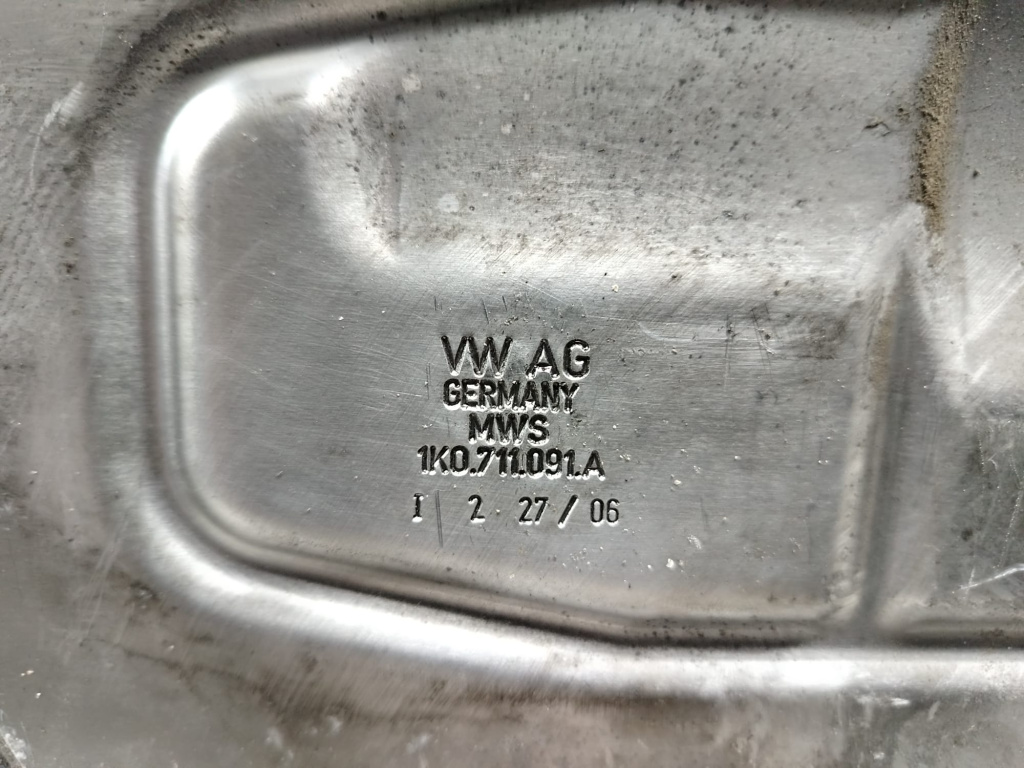 VW AG
GERMANY
MWS
1K0.711.091.A
I 2 27/06